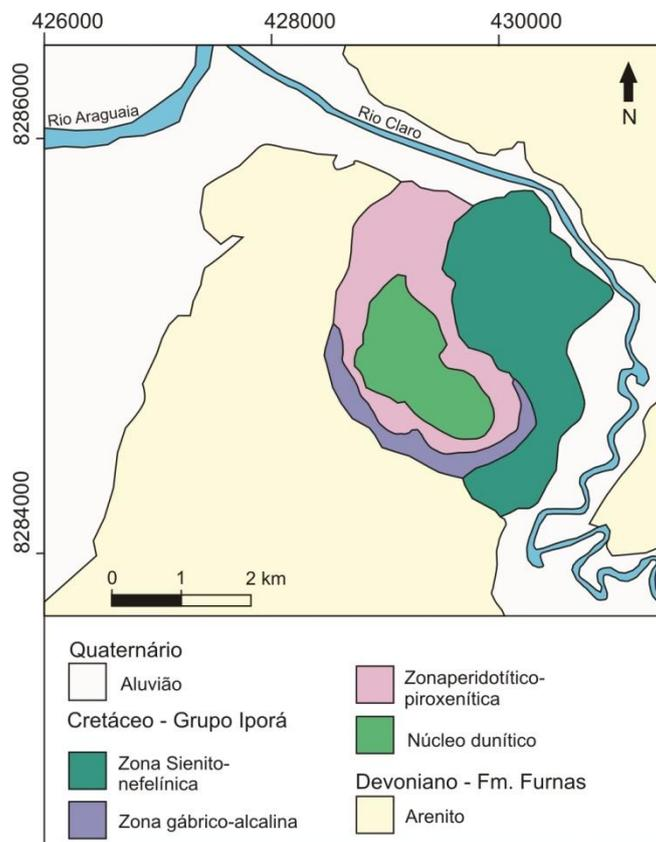 426000
428000
430000
8286000
Rio Araguaia
Rio Claro
N
8284000
0 1 2 km
Quaternário
Aluvião
Cretáceo - Grupo Iporá
Zona Sienito-
nefelínica
Zona gábrico-alcalina
Zonaperidotítico-
piroxenítica
Núcleo dunítico
Devoniano - Fm. Furnas
Arenito